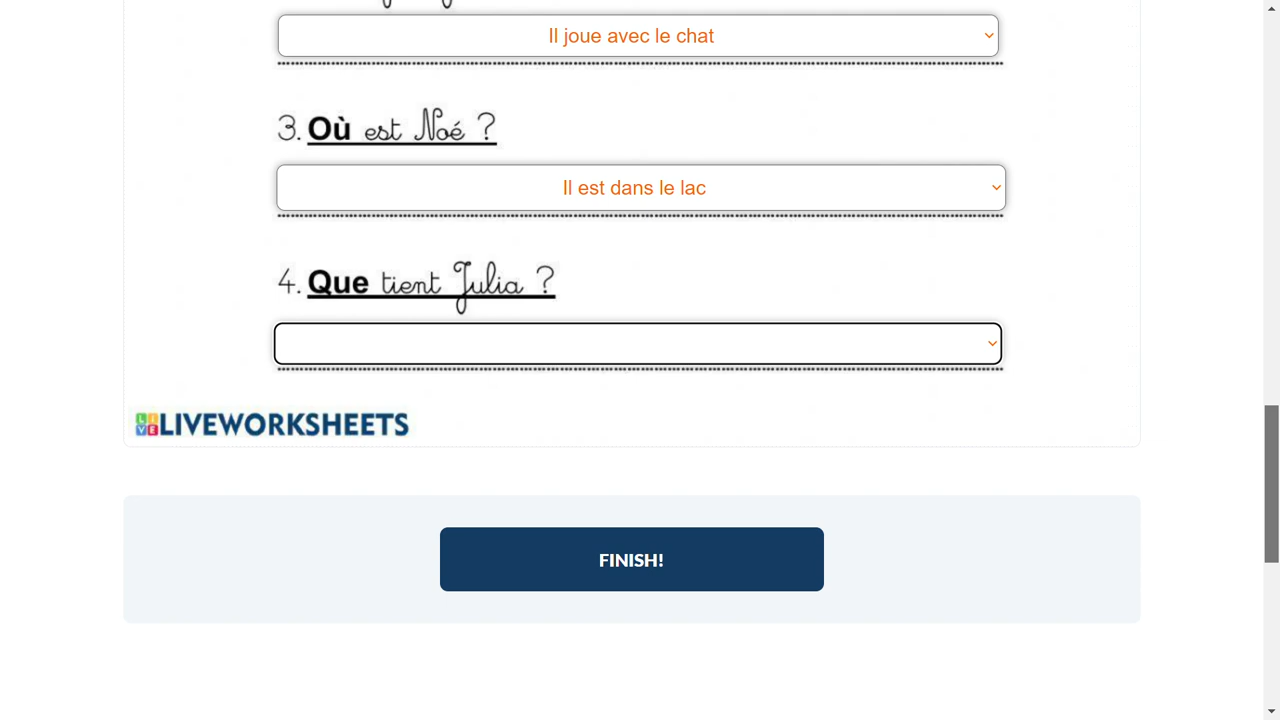 Il joue avec le chat
3. Où est Noé ?
Il est dans le lac
4. Que tient Julia ?
LIVEWORKSHEETS
FINISH!